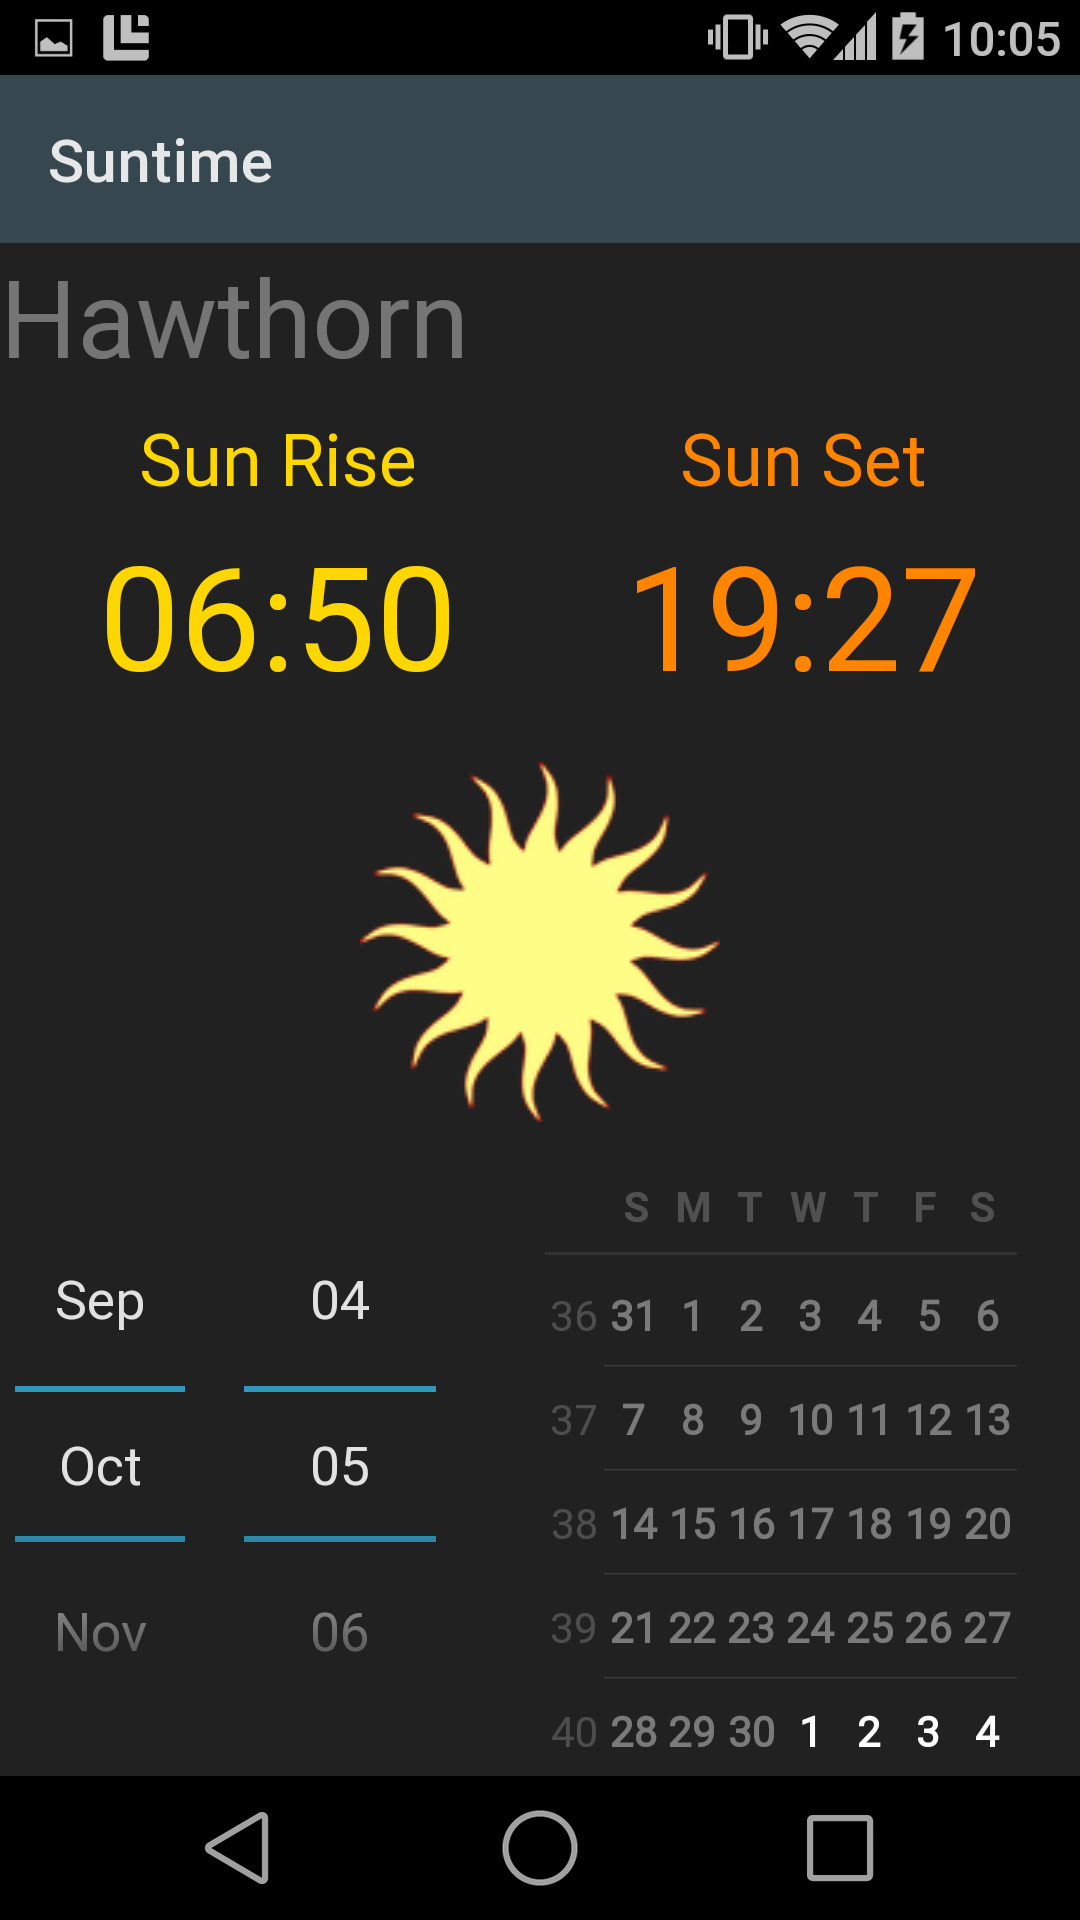 10:05
Suntime
Hawthorn
Sun Rise Sun Set
06:50 19:27
S M T W T F S
Sep 04
36 31 1 2 3 4 5 6
37 7 8 9 10 11 12 13
Oct 05
38 14 15 16 17 18 19 20
Nov 06
39 21 22 23 24 25 26 27
40 28 29 30 1 2 3 4